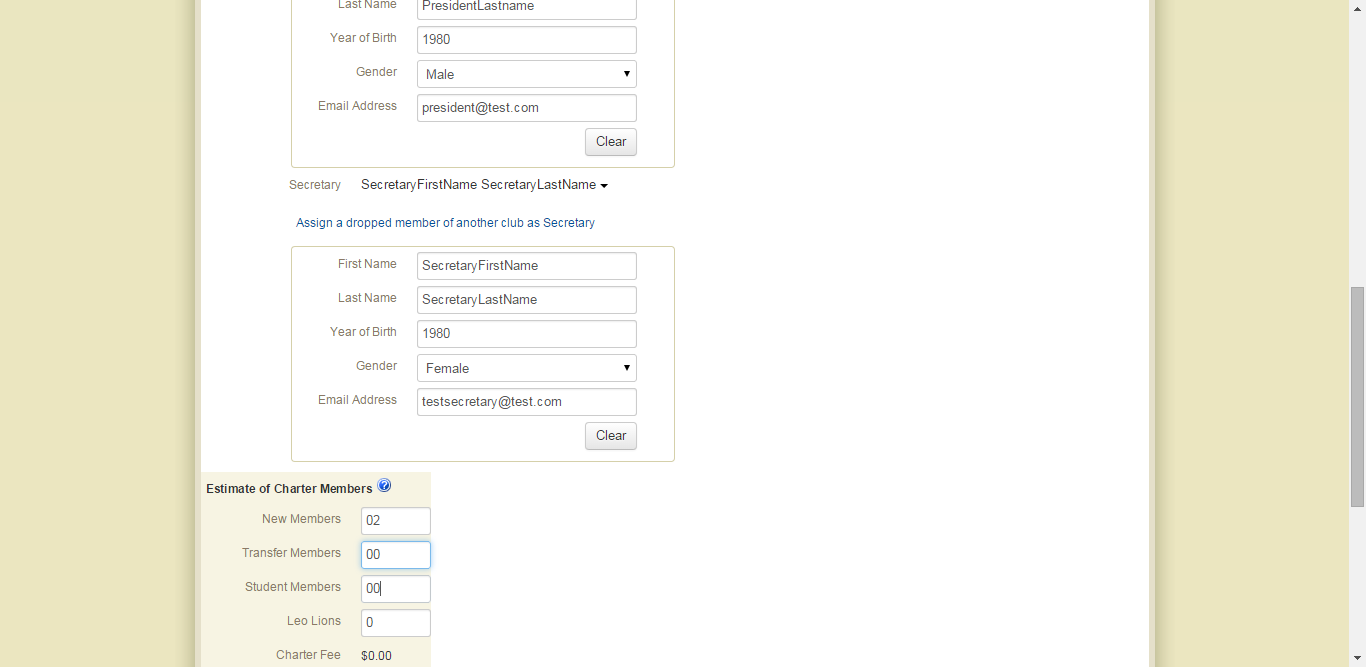 Last Name PresidentLastname
Year of Birth 1980
Gender Male
Email Address president@test.com
Clear
Secretary SecretaryFirstName SecretaryLastName
Assign a dropped member of another club as Secretary
First Name SecretaryFirstName
Last Name SecretaryLastName
Year of Birth 1980
Gender Female
Email Address testsecretary@test.com
Clear
Estimate of Charter Members ?
New Members 02
Transfer Members 00
Student Members 00
Leo Lions 0
Charter Fee $0.00